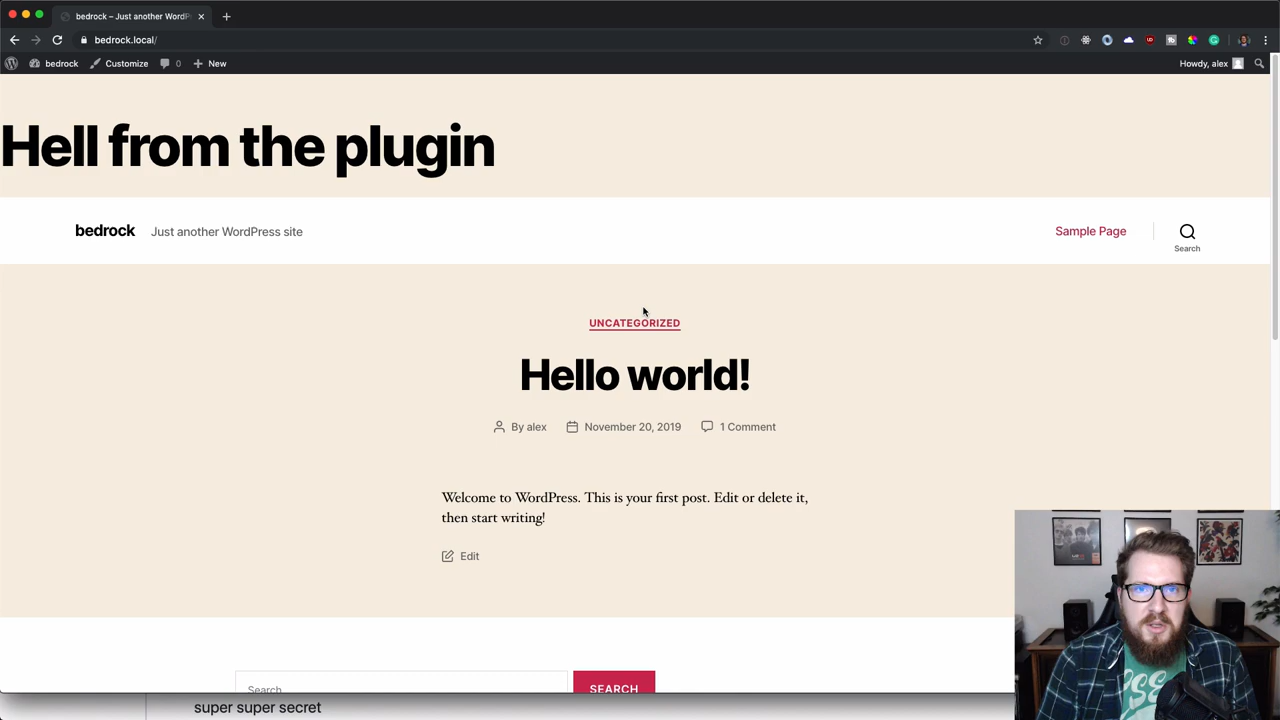 bedrock – Just another WordP
bedrock.local/
bedrock
Customize
0
New
Howdy, alex
Hell from the plugin
bedrock
Just another WordPress site
Sample Page
Search
UNCATEGORIZED
Hello world!
By alex
November 20, 2019
1 Comment
Welcome to WordPress. This is your first post. Edit or delete it,
then start writing!
Edit
Search
SEARCH
super super secret